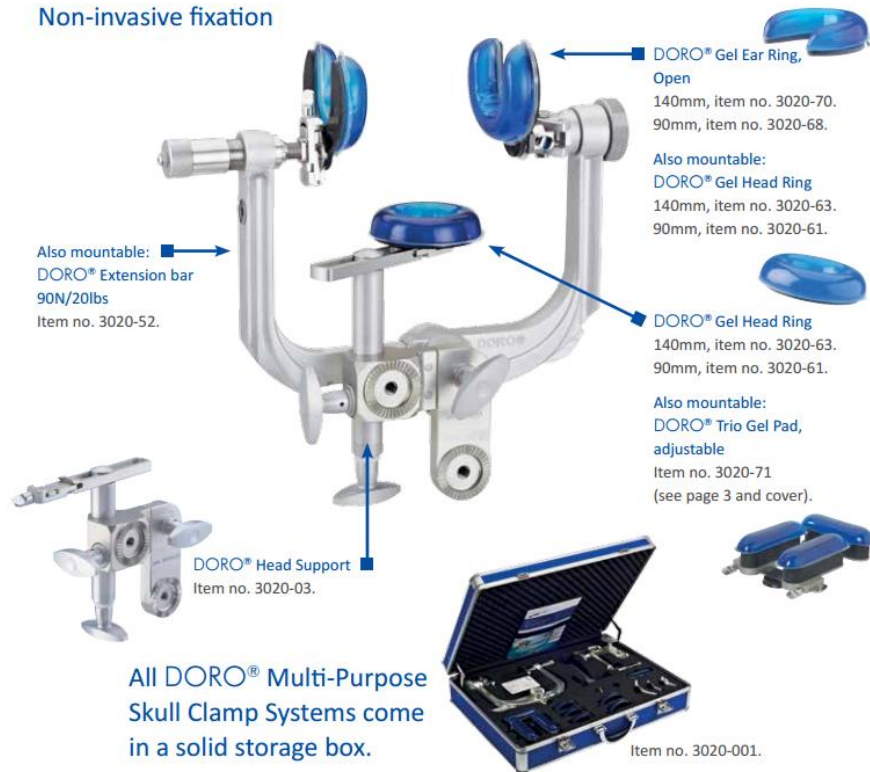 Non-invasive fixation
DORO® Gel Ear Ring,
Open
140mm, item no. 3020-70.
90mm, item no. 3020-68.
Also mountable:
DORO® Gel Head Ring
140mm, item no. 3020-63.
90mm, item no. 3020-61.
Also mountable:
DORO® Extension bar
90N/20lbs
Item no. 3020-52.
DORO®
DORO® Gel Head Ring
140mm, item no. 3020-63.
90mm, item no. 3020-61.
Also mountable:
DORO® Trio Gel Pad,
adjustable
Item no. 3020-71
(see page 3 and cover).
DORO® Head Support
Item no. 3020-03.
All DORO® Multi-Purpose
Skull Clamp Systems come
in a solid storage box.
Item no. 3020-001.